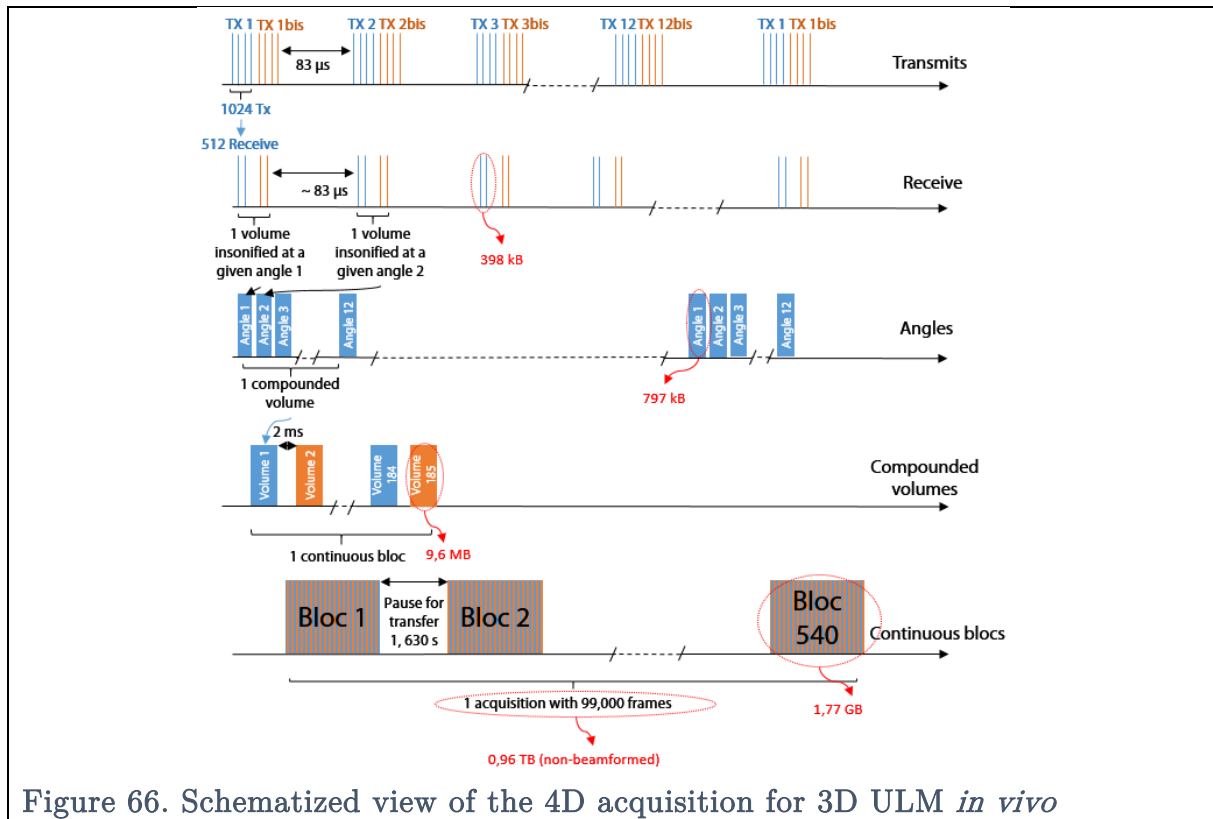 TX 1 TX 1bis
TX 2 TX 2bis
TX 3 TX 3bis
TX 12 TX 12bis
TX 1 TX 1bis
83 µs
Transmits
1024 Tx
512 Receive
~ 83 µs
Receive
1 volume
insonified at a
given angle 1
1 volume
insonified at a
given angle 2
398 kB
Angle 1
Angle 2
Angle 3
Angle 12
Angle 1
Angle 2
Angle 3
Angle 12
Angles
1 compounded
volume
797 kB
2 ms
Volume 1
Volume 2
Volume
184
Volume
185
Compounded
volumes
1 continuous bloc
9,6 MB
Bloc 1
Pause for
transfer
1, 630 s
Bloc 2
Bloc
540
Continuous blocs
1 acquisition with 99,000 frames
1,77 GB
0,96 TB (non-beamformed)
Figure 66. Schematized view of the 4D acquisition for 3D ULM in vivo